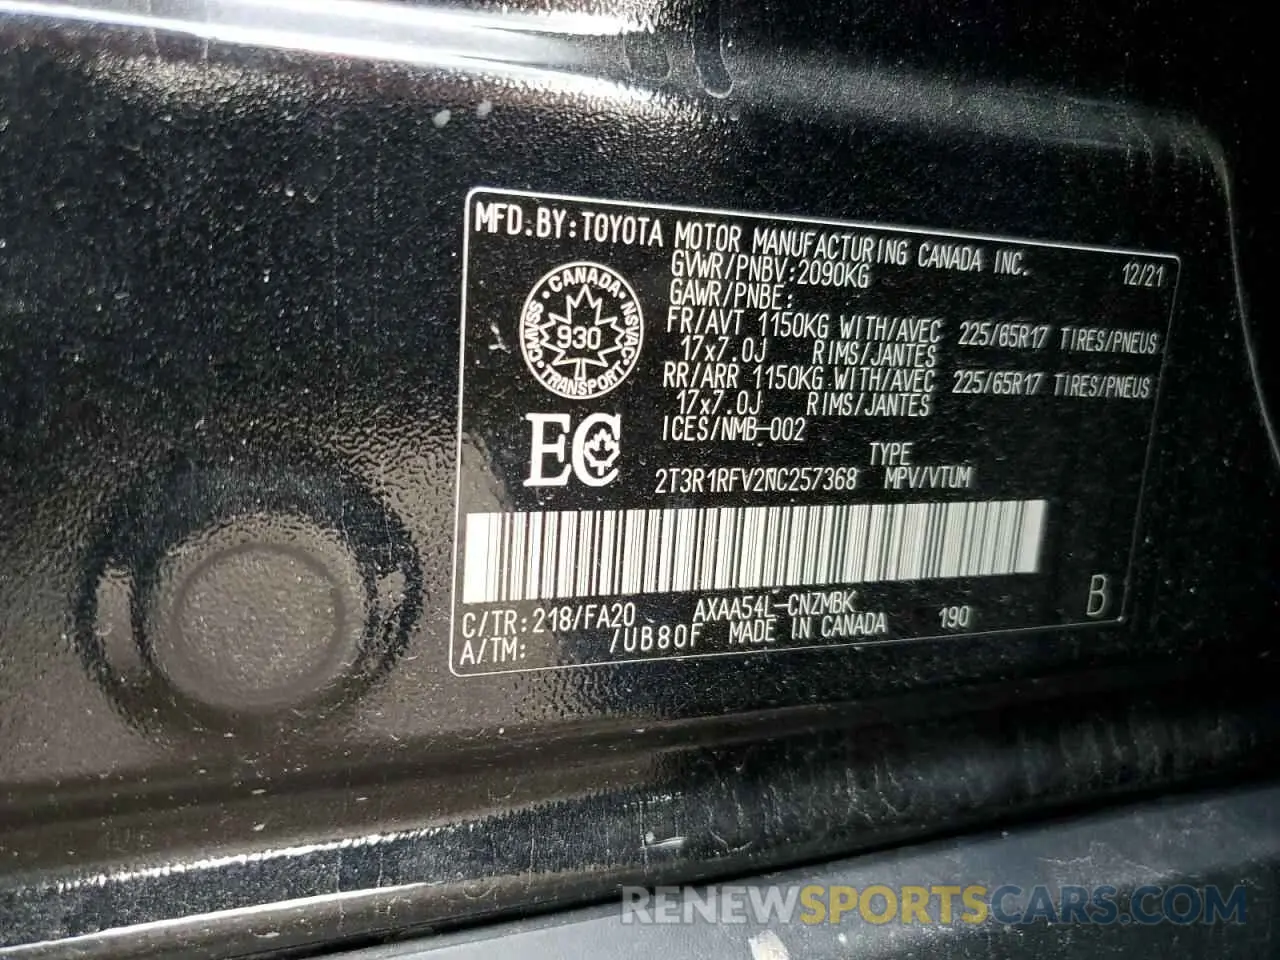 MFD.BY:TOYOTA MOTOR MANUFACTURING CANADA INC.
12/21
GVWR/PNBV:2090KG
GAWR/PNBE:
FR/AVT 1150KG WITH/AVEC 225/65R17 TIRES/PNEUS
17x7.0J RIMS/JANTES
RR/ARR 1150KG WITH/AVEC 225/65R17 TIRES/PNEUS
17x7.0J RIMS/JANTES
ICES/NMB-002
CANADA
CMVSS · NSVAC
930
TRANSPORT
EC
TYPE
2T3R1RFV2NC257368 MPV/VTUM
C/TR:218/FA20 AXAA54L-CNZMBK 190 B
A/TM: /UB80F MADE IN CANADA
RENEWSPORTSCARS.COM